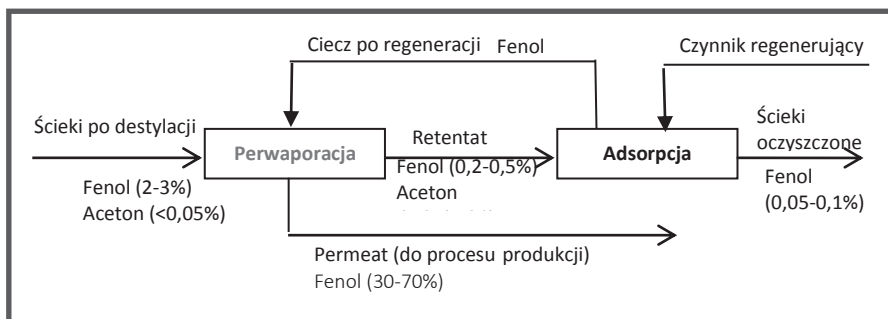 Ciecz po regeneracji Fenol
Czynnik regenerujący
Ścieki po destylacji
Perwaporacja
Retentat
Adsorpcja
Ścieki
oczyszczone
Fenol (2-3%)
Aceton (<0,05%)
Fenol (0,2-0,5%)
Aceton
Fenol
(0,05-0,1%)
Permeat (do procesu produkcji)
Fenol (30-70%)